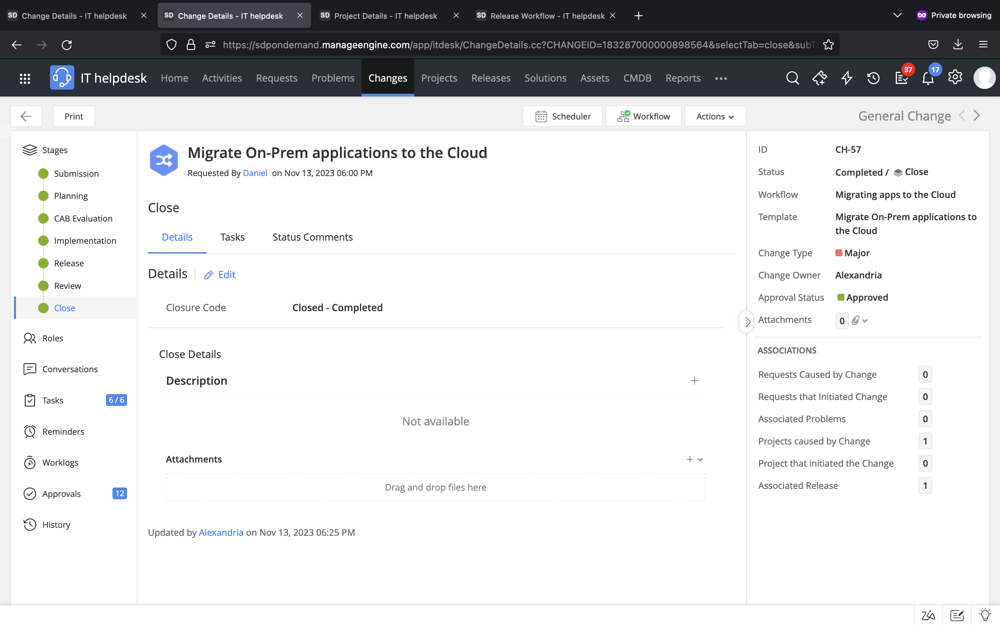 SD Change Details - IT helpdesk
SD Change Details - IT helpdesk
SD Project Details - IT helpdesk
SD Release Workflow - IT helpdesk
Private browsing
https://sdpondemand.manageengine.com/app/itdesk/ChangeDetails.cc?CHANGEID=183287000000898564&selectTab=close&subT
IT helpdesk
Home
Activities
Requests
Problems
Changes
Projects
Releases
Solutions
Assets
CMDB
Reports
37
17
Print
Scheduler
Workflow
Actions
General Change
Stages
Submission
Planning
CAB Evaluation
Implementation
Release
Review
Close
Roles
Conversations
Tasks 6 / 6
Reminders
Worklogs
Approvals 12
History
Migrate On-Prem applications to the Cloud
Requested By Daniel on Nov 13, 2023 06:00 PM
Close
Details Tasks Status Comments
Details Edit
Closure Code Closed - Completed
Close Details
Description
Not available
Attachments
Drag and drop files here
Updated by Alexandria on Nov 13, 2023 06:25 PM
ID CH-57
Status Completed / Close
Workflow Migrating apps to the Cloud
Template Migrate On-Prem applications to
the Cloud
Change Type Major
Change Owner Alexandria
Approval Status Approved
Attachments 0
ASSOCIATIONS
Requests Caused by Change 0
Requests that Initiated Change 0
Associated Problems 0
Projects caused by Change 1
Project that initiated the Change 0
Associated Release 1